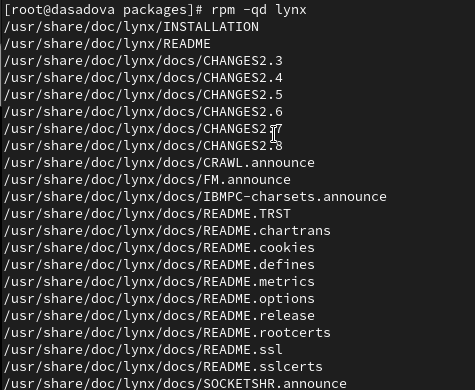 [root@dasadova packages]# rpm -qd lynx
/usr/share/doc/lynx/INSTALLATION
/usr/share/doc/lynx/README
/usr/share/doc/lynx/docs/CHANGES2.3
/usr/share/doc/lynx/docs/CHANGES2.4
/usr/share/doc/lynx/docs/CHANGES2.5
/usr/share/doc/lynx/docs/CHANGES2.6
/usr/share/doc/lynx/docs/CHANGES2.7
/usr/share/doc/lynx/docs/CHANGES2.8
/usr/share/doc/lynx/docs/CRAWL.announce
/usr/share/doc/lynx/docs/FM.announce
/usr/share/doc/lynx/docs/IBMPC-charsets.announce
/usr/share/doc/lynx/docs/README.TRST
/usr/share/doc/lynx/docs/README.chartrans
/usr/share/doc/lynx/docs/README.cookies
/usr/share/doc/lynx/docs/README.defines
/usr/share/doc/lynx/docs/README.metrics
/usr/share/doc/lynx/docs/README.options
/usr/share/doc/lynx/docs/README.release
/usr/share/doc/lynx/docs/README.rootcerts
/usr/share/doc/lynx/docs/README.ssl
/usr/share/doc/lynx/docs/README.sslcerts
/usr/share/doc/lynx/docs/SOCKETSHR.announce